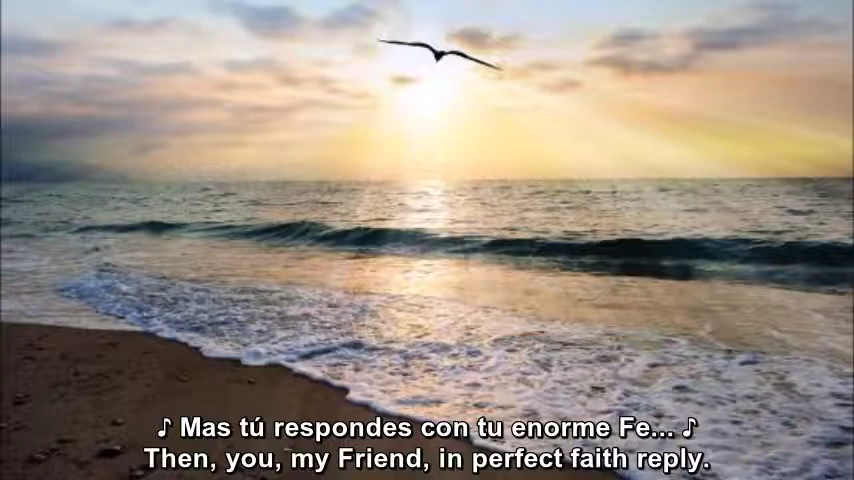 ♪ Mas tú respondes con tu enorme Fe... ♪
Then, you, my Friend, in perfect faith reply.